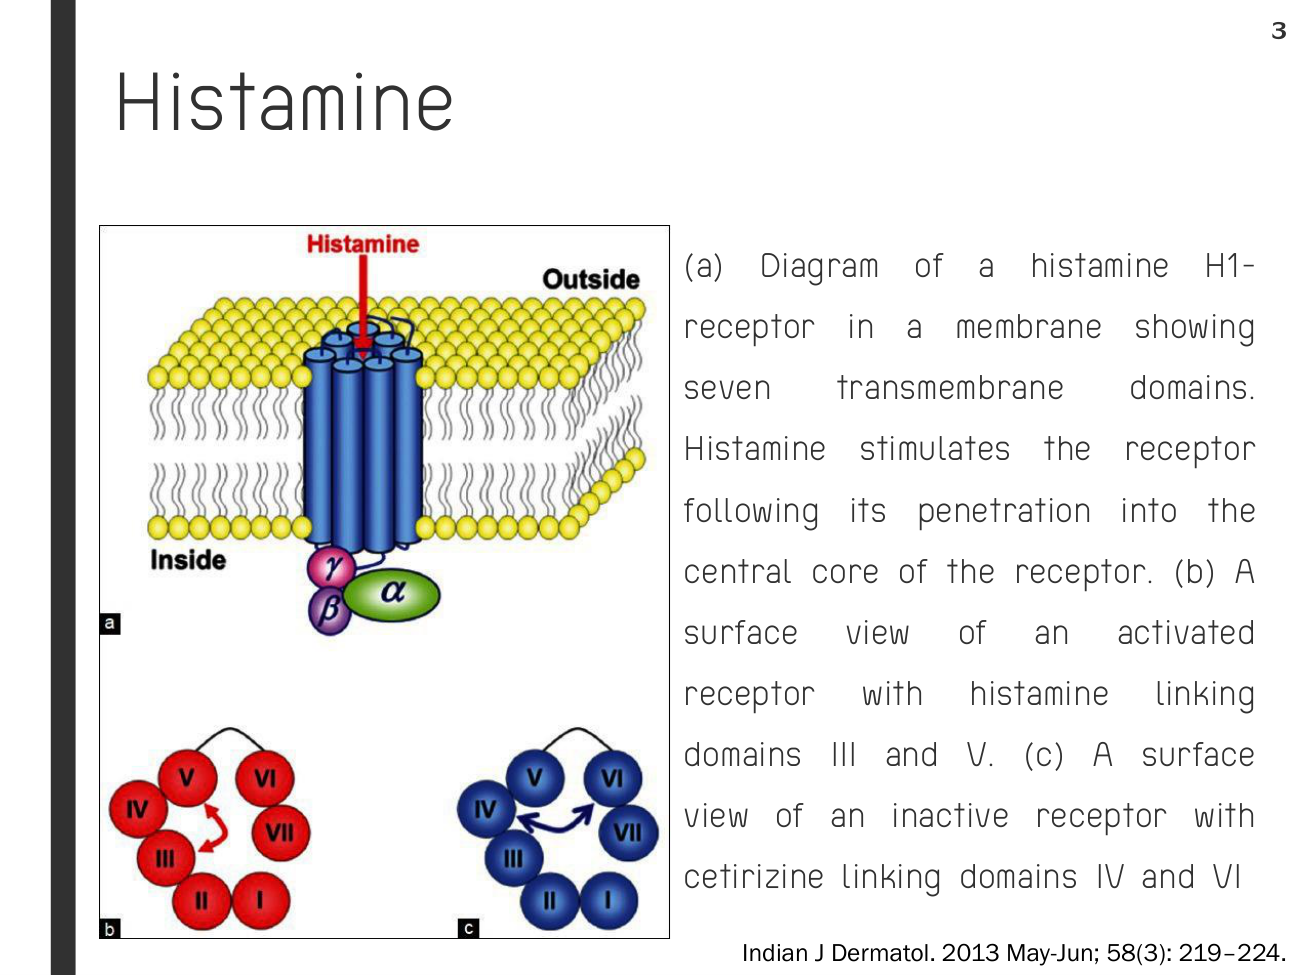 3
Histamine
Histamine
Outside
Inside
γ
β
α
a
V
VI
IV
VII
III
II
I
b
V
VI
IV
VII
III
II
I
c
(a) Diagram of a histamine H1-
receptor in a membrane showing
seven transmembrane domains.
Histamine stimulates the receptor
following its penetration into the
central core of the receptor. (b) A
surface view of an activated
receptor with histamine linking
domains III and V. (c) A surface
view of an inactive receptor with
cetirizine linking domains IV and VI
Indian J Dermatol. 2013 May-Jun; 58(3): 219–224.